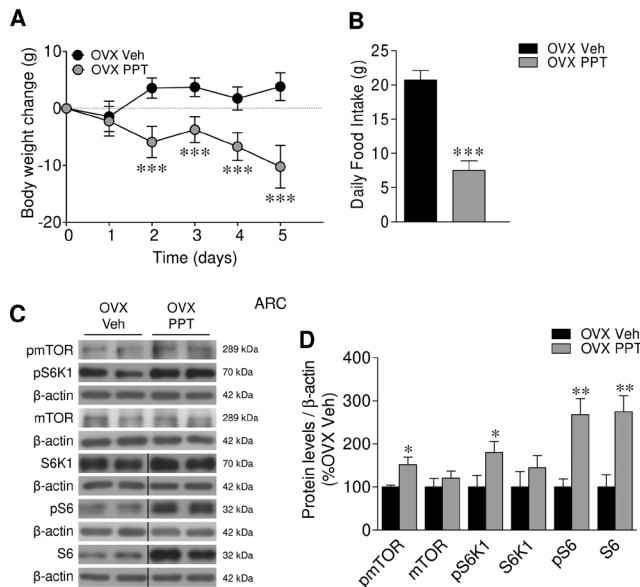 A
OVX Veh
OVX PPT
Body weight change (g)
10
0
-10
-20
0 1 2 3 4 5
Time (days)
*** *** *** ***
B
OVX Veh
OVX PPT
Daily Food Intake (g)
25
20
15
10
5
0
***
C
ARC
OVX Veh
OVX PPT
pmTOR 289 kDa
pS6K1 70 kDa
β-actin 42 kDa
mTOR 289 kDa
β-actin 42 kDa
S6K1 70 kDa
β-actin 42 kDa
pS6 32 kDa
β-actin 42 kDa
S6 32 kDa
β-actin 42 kDa
D
OVX Veh
OVX PPT
Protein levels / β-actin
(%OVX Veh)
400
300
200
100
0
* * ** **
pmTOR mTOR pS6K1 S6K1 pS6 S6